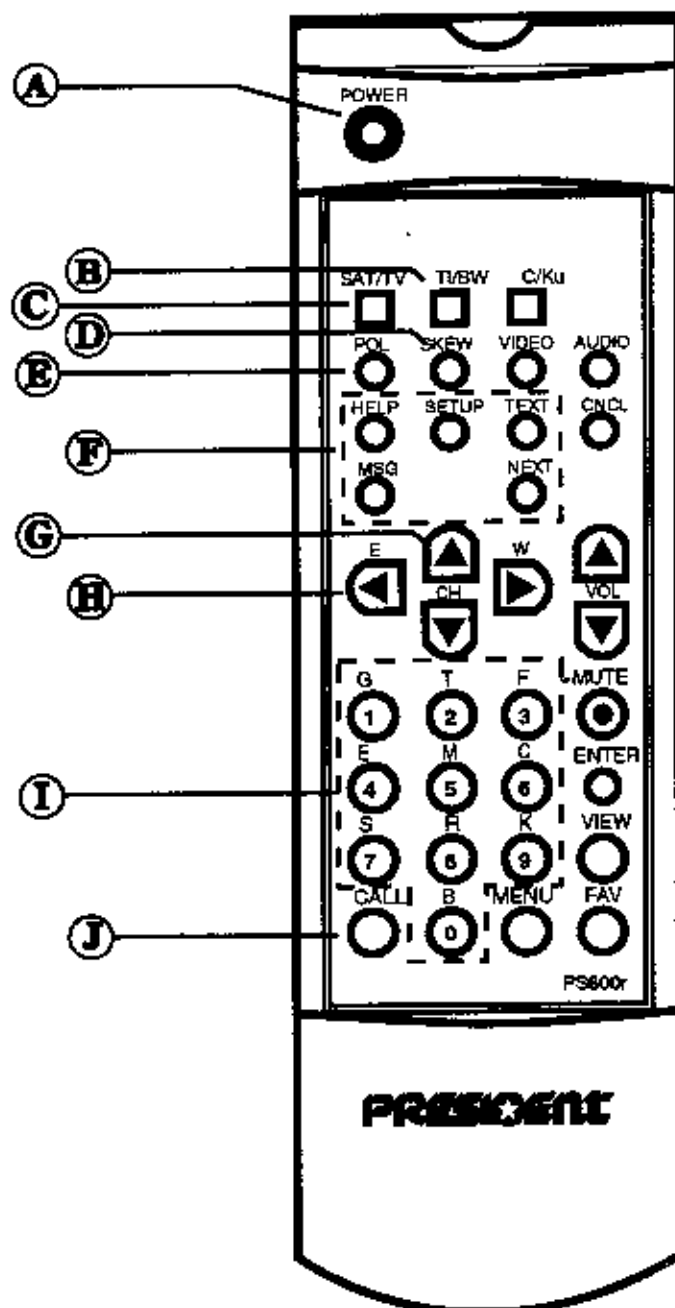 A
POWER
B
SAT/TV TI/BW C/Ku
C
D
POL SKEW VIDEO AUDIO
E
HELP SETUP TEXT CNCL
F
MSG NEXT
G
E W
H
CH VOL
G T F MUTE
1 2 3
E M C ENTER
I
4 5 6
S R K VIEW
7 8 9
CALL B MENU FAV
J
0
PS600r
PRESIDENT